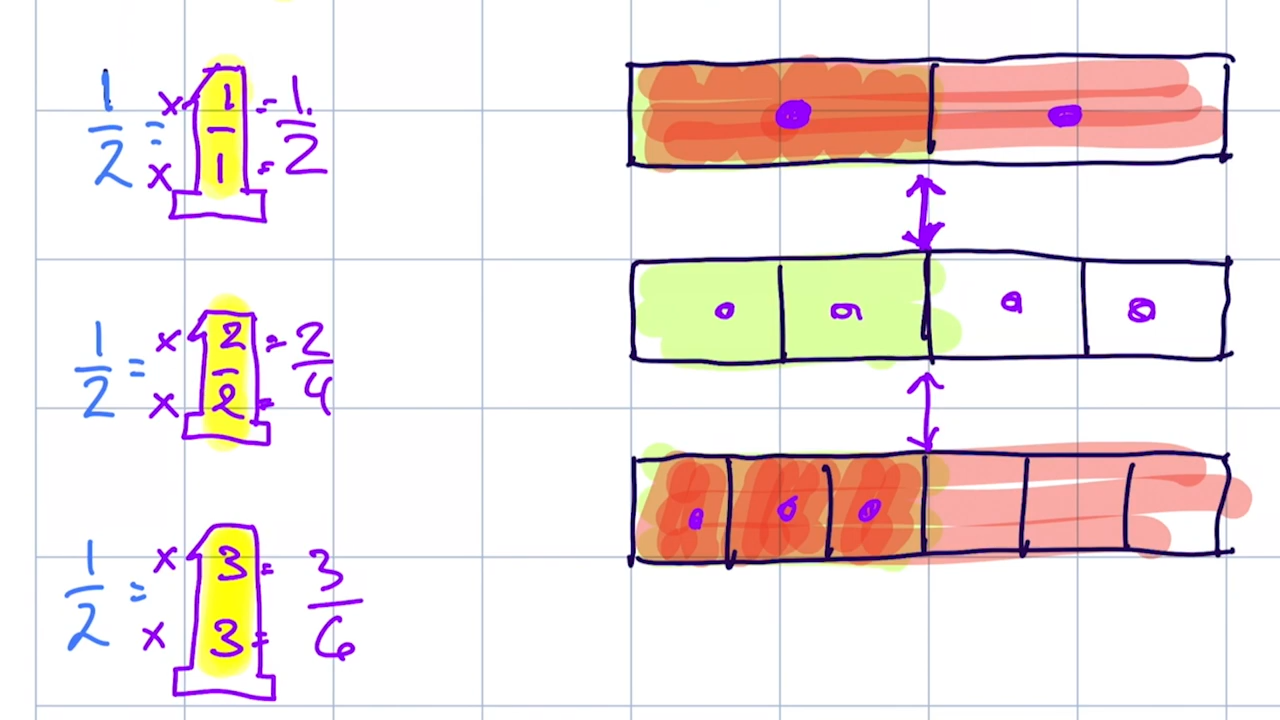 1/2 = × 1/1 = 1/2
1/2 = × 2/2 = 2/4
1/2 = × 3/3 = 3/6